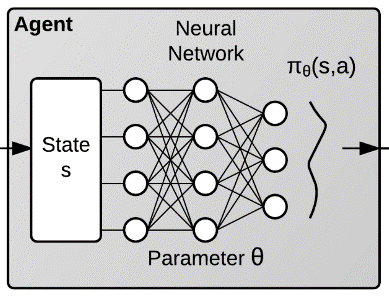 Agent
Neural
Network
πθ(s,a)
State
s
Parameter θ